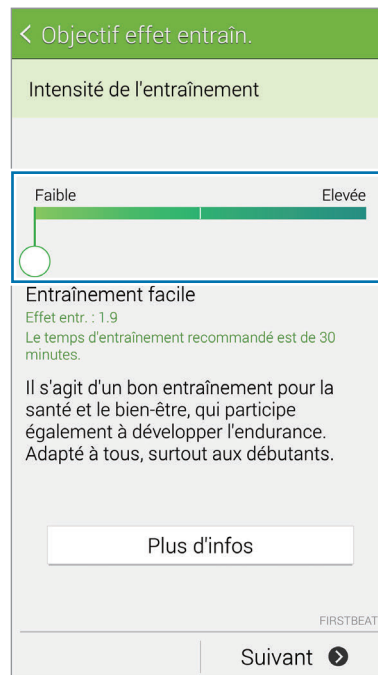 < Objectif effet entraîn.
Intensité de l'entraînement
Faible Elevée
Entraînement facile
Effet entr. : 1.9
Le temps d'entraînement recommandé est de 30
minutes.
Il s'agit d'un bon entraînement pour la
santé et le bien-être, qui participe
également à développer l'endurance.
Adapté à tous, surtout aux débutants.
Plus d'infos
FIRSTBEAT
Suivant